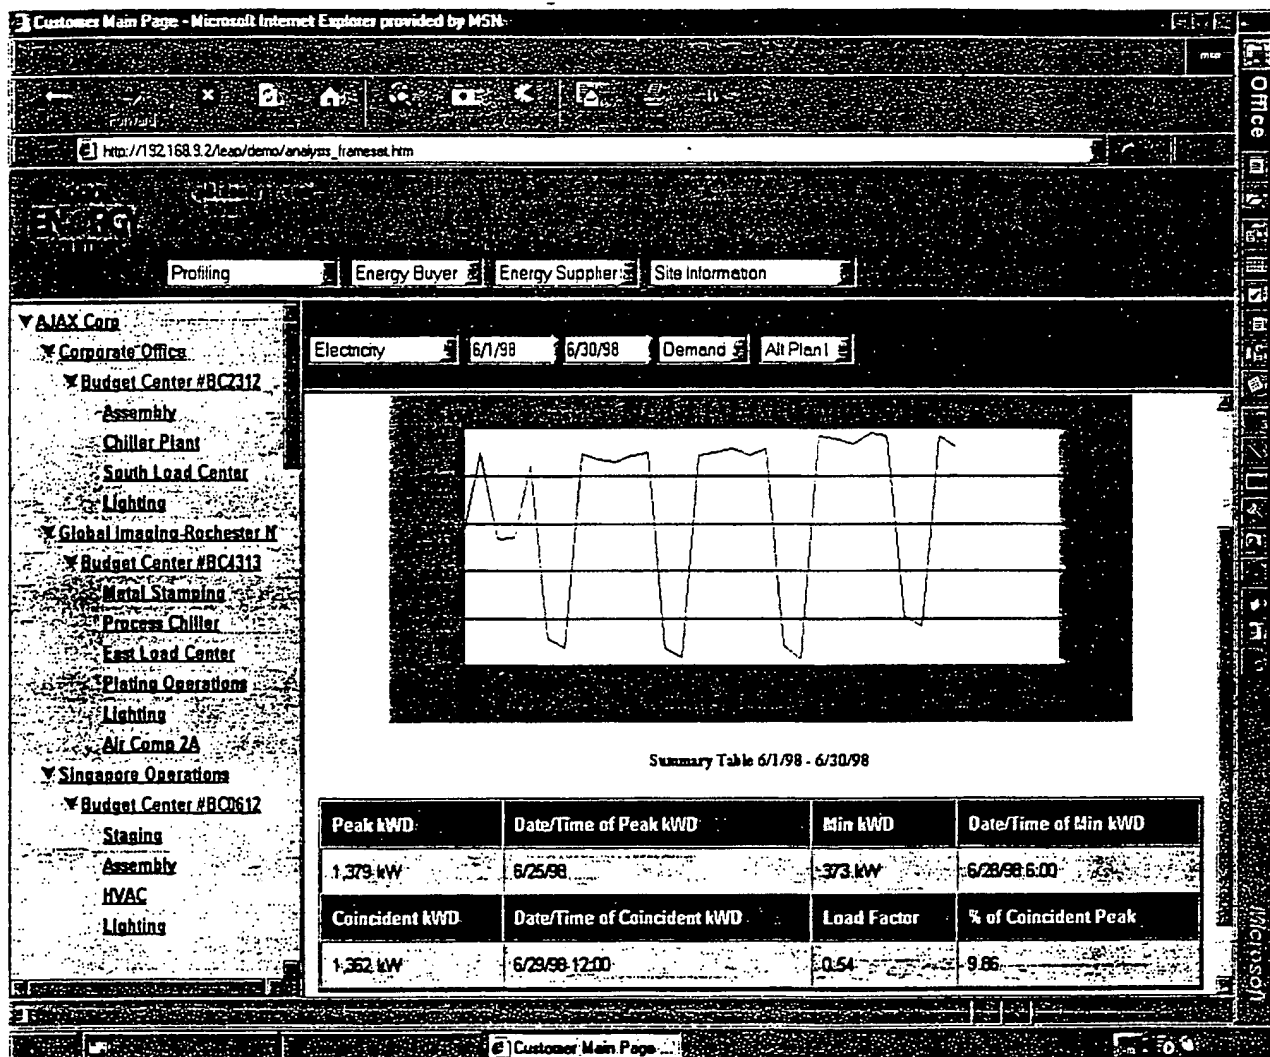 Customer Main Page - Microsoft Internet Explorer provided by MSN
msn
Forward
http://192.168.9.2/leap/demo/analysis_frameset.htm
Office
ENERGY
Profiling Energy Buyer Energy Supplier Site Information
AJAX Corp
Electricity 6/1/98 6/30/98 Demand Alt Plan1
Corporate Office
Budget Center #BC2312
Assembly
Chiller Plant
South Load Center
Lighting
Global Imaging-Rochester N
Budget Center #BC4313
Metal Stamping
Process Chiller
East Load Center
Plating Operations
Lighting
Air Comp 2A
Singapore Operations
Budget Center #BC0612
Staging
Assembly
HVAC
Lighting
Summary Table 6/1/98 - 6/30/98
Peak kWD Date/Time of Peak kWD Min kWD Date/Time of Min kWD
1,379 kW 6/25/98 373 kW 6/28/98 6:00
Coincident kWD Date/Time of Coincident kWD Load Factor % of Coincident Peak
1,362 kW 6/29/98 12:00 0.54 9.86
Microsoft
Customer Main Page ...